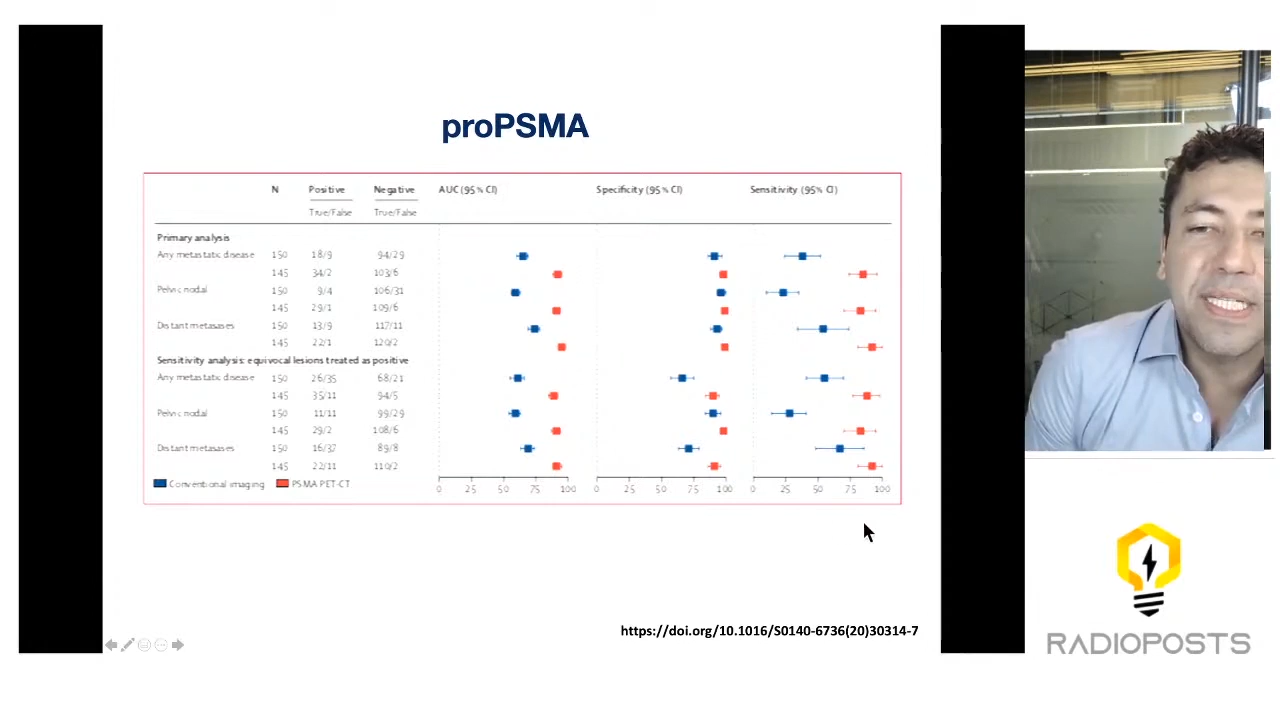 proPSMA
N Positive Negative AUC (95% CI) Specificity (95% CI) Sensitivity (95% CI)
True/False True/False
Primary analysis
Any metastatic disease 150 18/9 94/29
145 34/2 103/6
Pelvic nodal 150 9/4 106/31
145 29/1 109/6
Distant metasases 150 13/9 117/11
145 22/1 120/2
Sensitivity analysis: equivocal lesions treated as positive
Any metastatic disease 150 26/35 68/21
145 35/11 94/5
Pelvic nodal 150 11/11 99/29
145 29/2 108/6
Distant metasases 150 16/37 89/8
145 22/11 110/2
Conventional imaging PSMA PET-CT
0 25 50 75 100 0 25 50 75 100 0 25 50 75 100
https://doi.org/10.1016/S0140-6736(20)30314-7
RADIOPOSTS